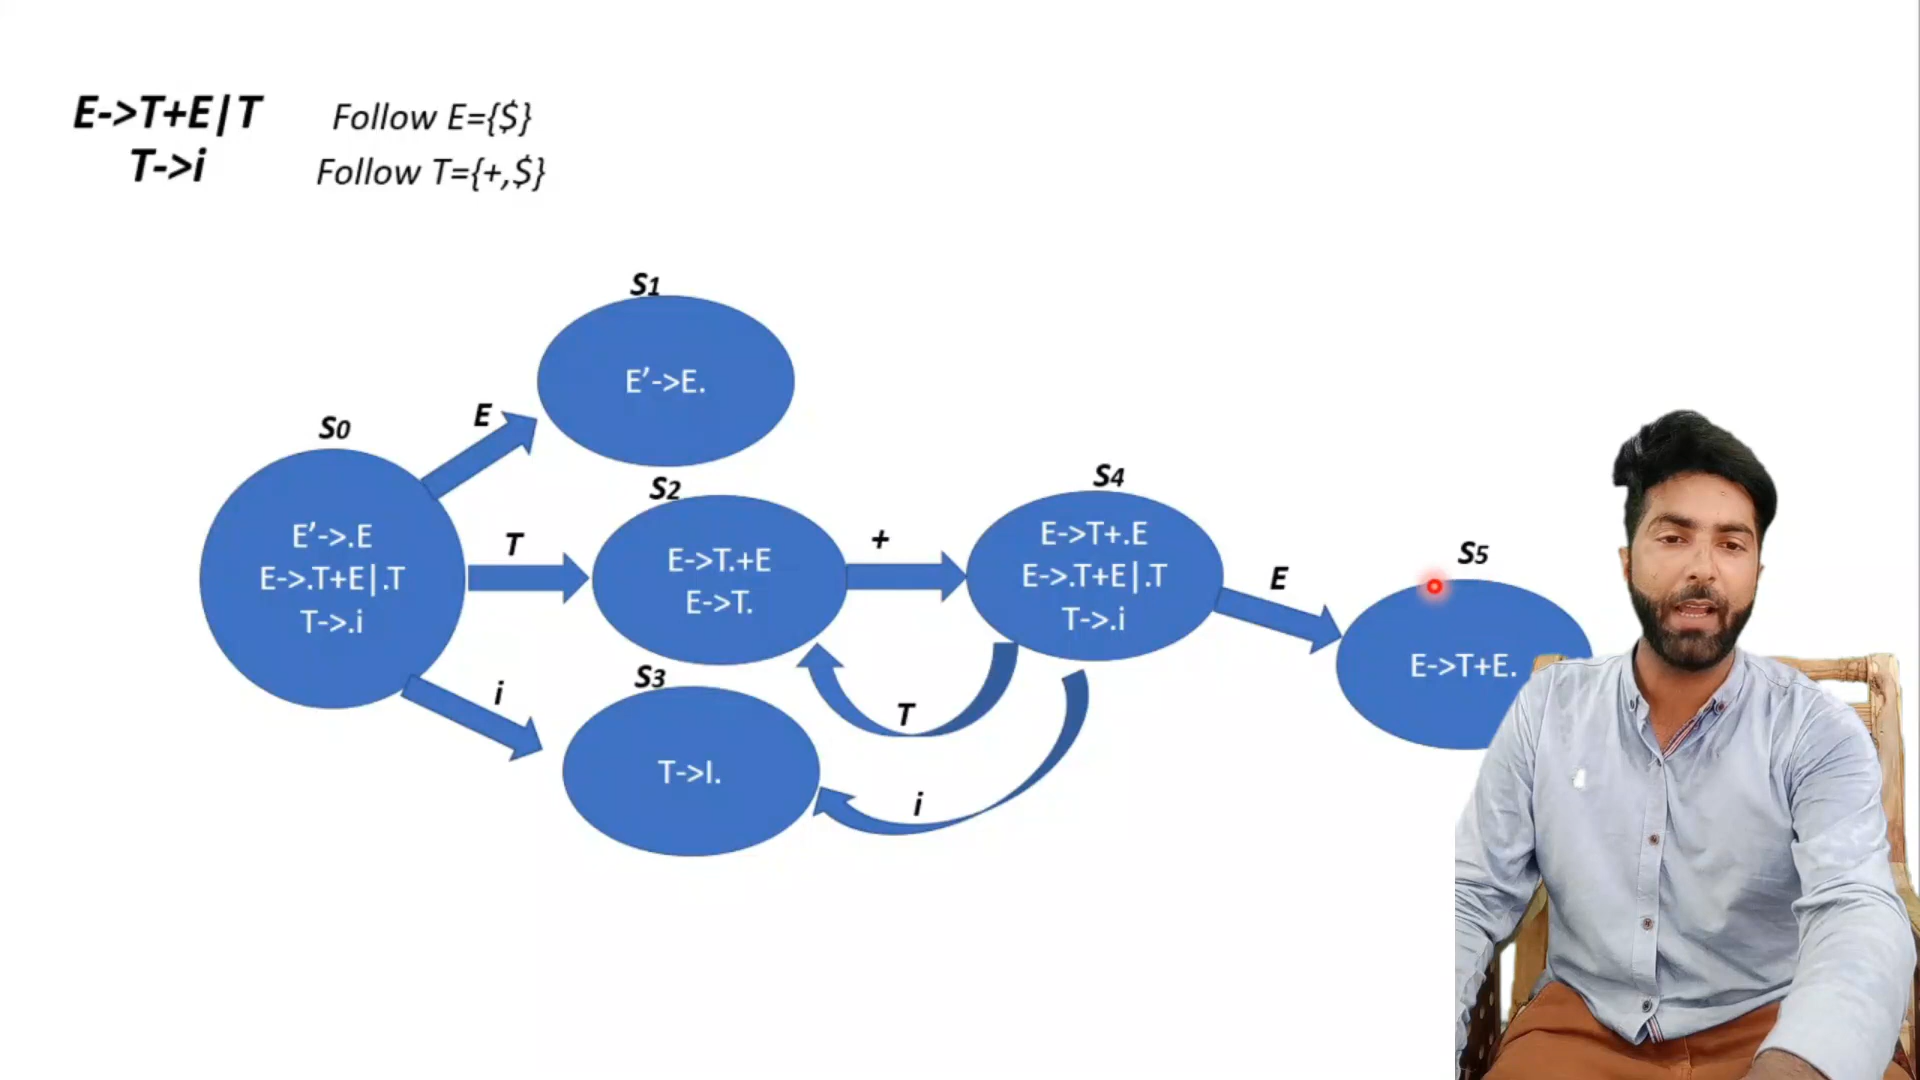 E->T+E|T
Follow E={$}
T->i
Follow T={+,$}
S1
E’->E.
E
S0
E’->.E
E->.T+E|.T
T->.i
T
S2
E->T.+E
E->T.
+
S4
E->T+.E
E->.T+E|.T
T->.i
E
S5
E->T+E.
i
S3
T->I.
T
i